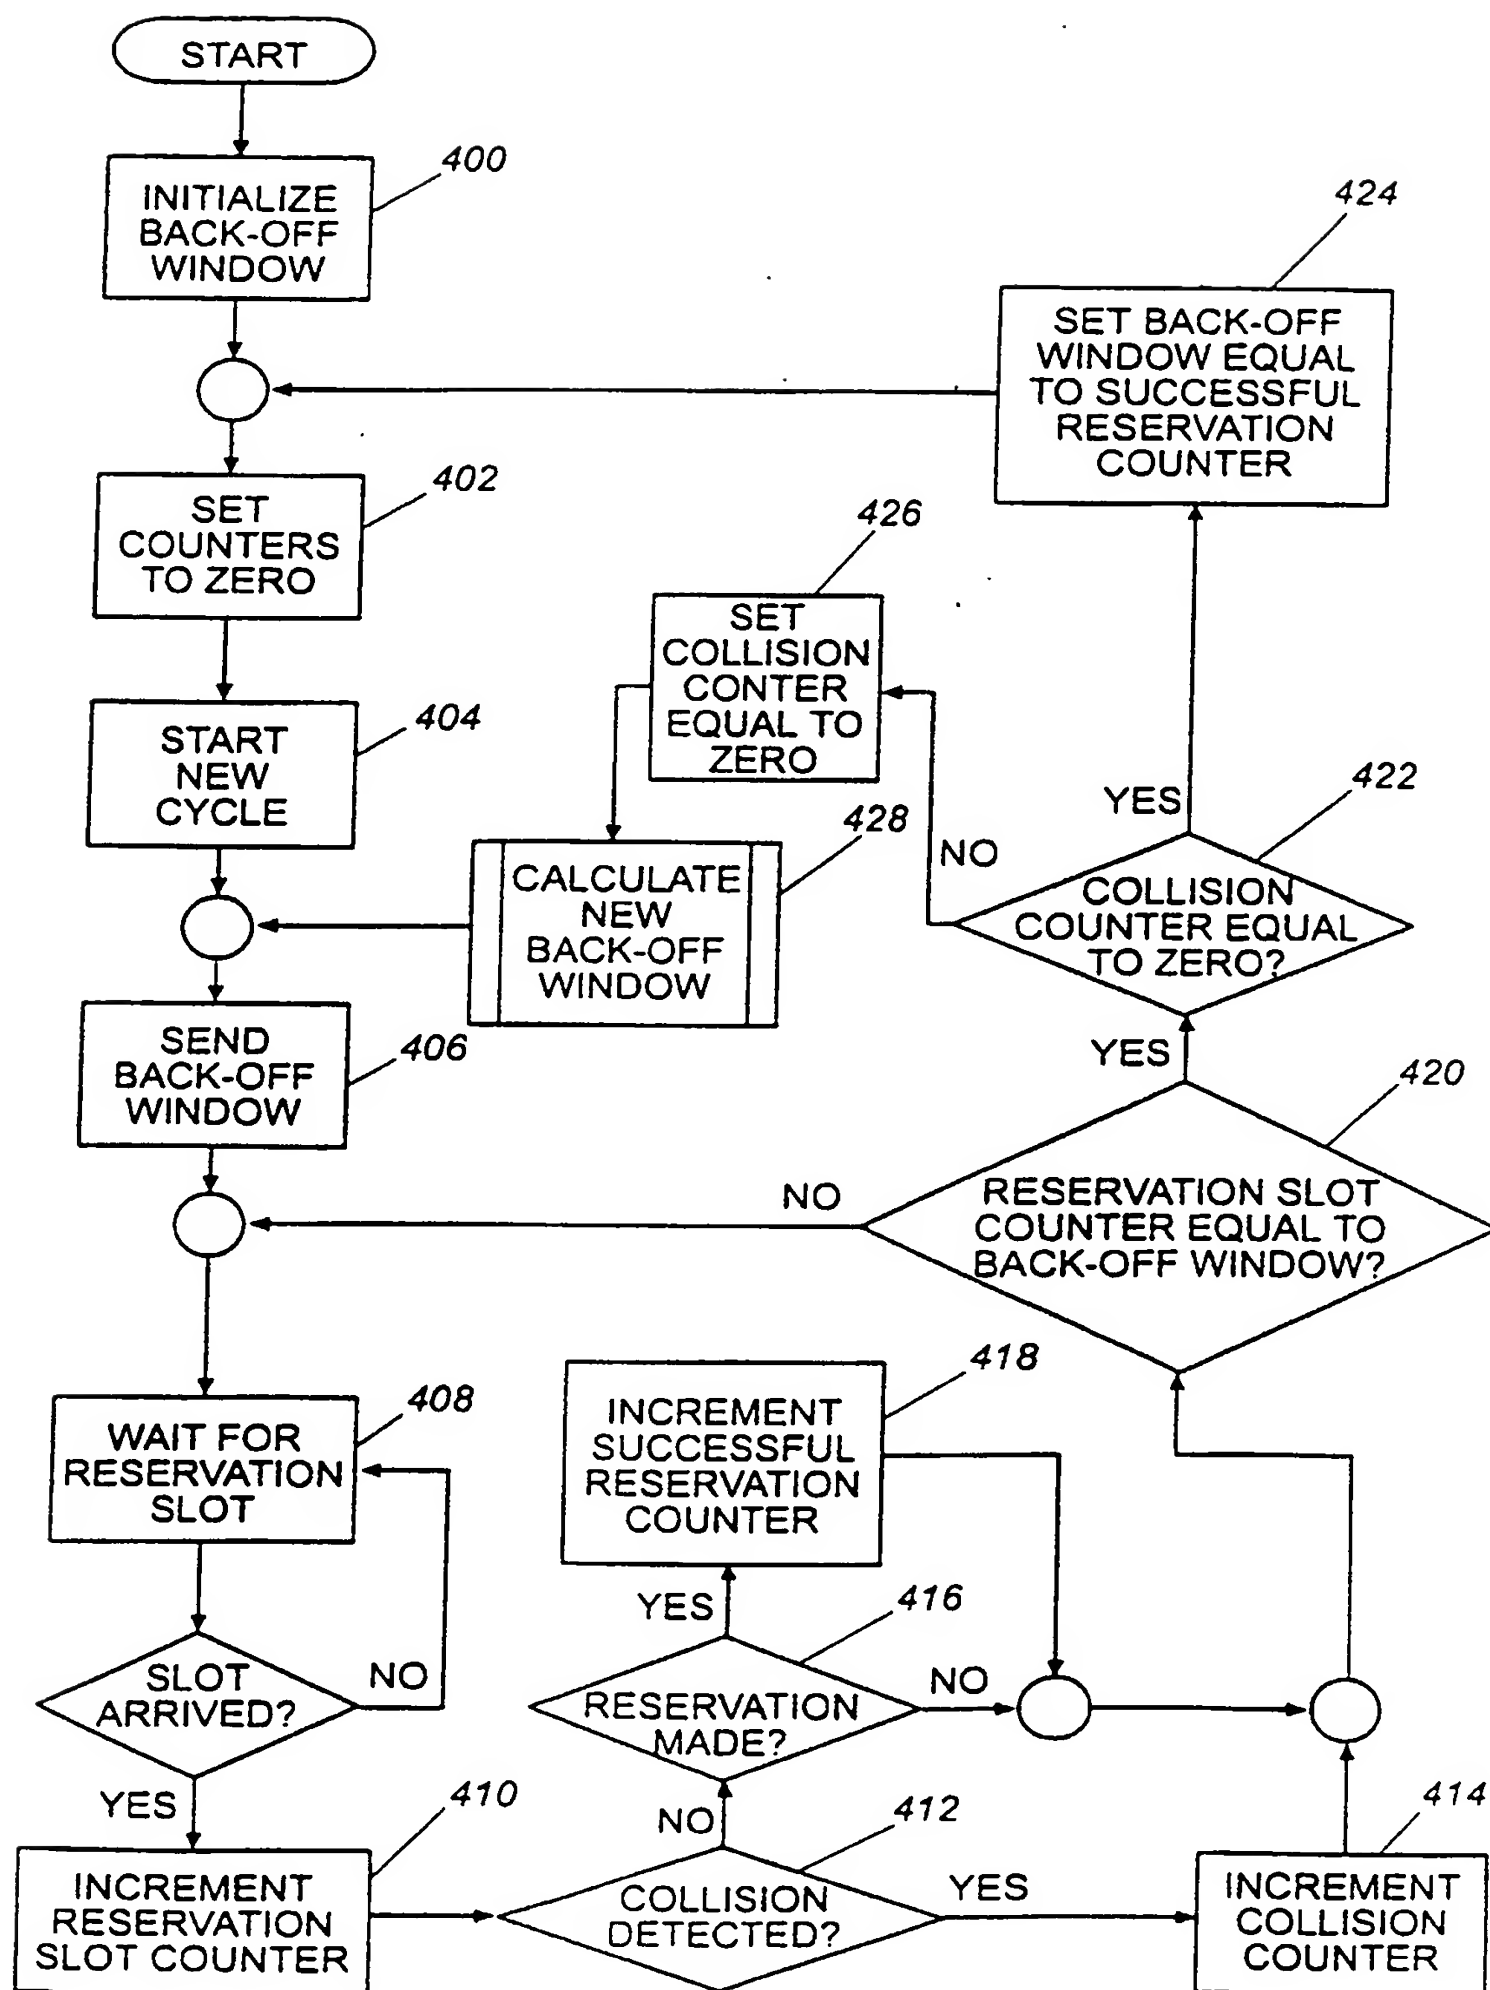 START
400
INITIALIZE
BACK-OFF
WINDOW
424
SET BACK-OFF
WINDOW EQUAL
TO SUCCESSFUL
RESERVATION
COUNTER
402
SET
COUNTERS
TO ZERO
426
SET
COLLISION
CONTER
EQUAL TO
ZERO
404
START
NEW
CYCLE
422
YES
NO
COLLISION
COUNTER EQUAL
TO ZERO?
428
CALCULATE
NEW
BACK-OFF
WINDOW
406
SEND
BACK-OFF
WINDOW
YES
420
NO
RESERVATION SLOT
COUNTER EQUAL TO
BACK-OFF WINDOW?
408
WAIT FOR
RESERVATION
SLOT
418
INCREMENT
SUCCESSFUL
RESERVATION
COUNTER
YES
416
SLOT
ARRIVED?
NO
RESERVATION
MADE?
NO
YES
410
NO
412
414
INCREMENT
RESERVATION
SLOT COUNTER
COLLISION
DETECTED?
YES
INCREMENT
COLLISION
COUNTER